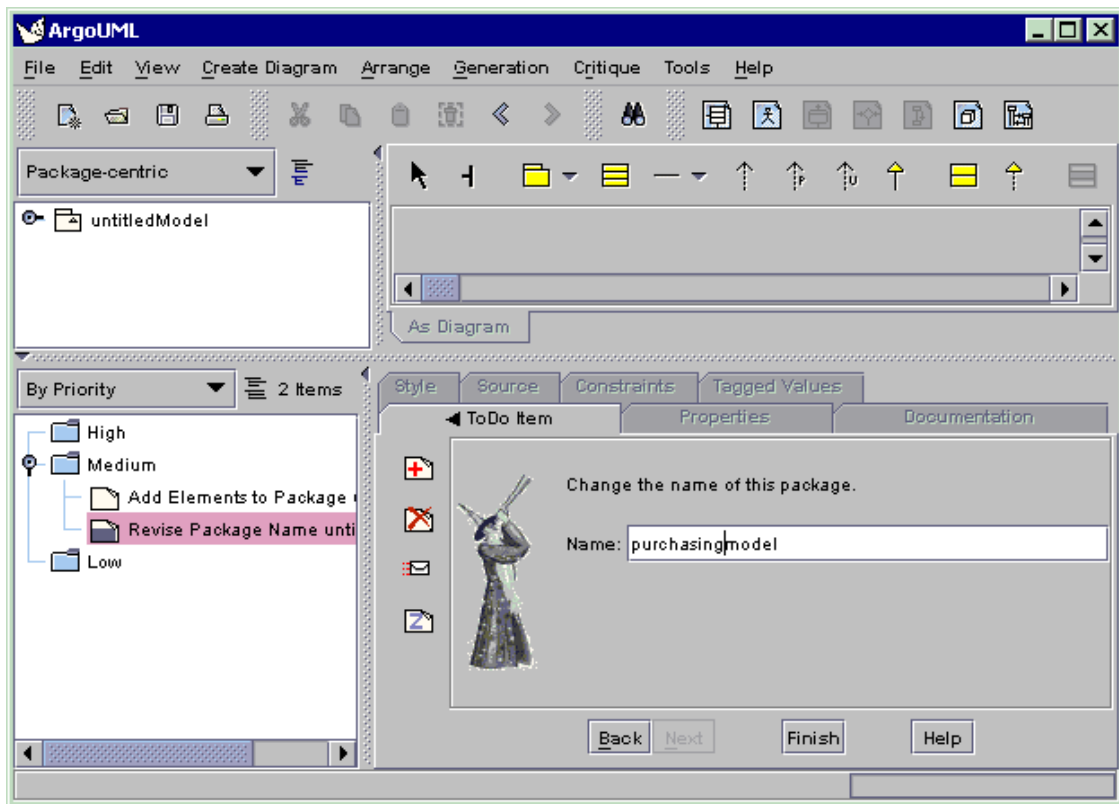 ArgoUML
File Edit View Create Diagram Arrange Generation Critique Tools Help
Package-centric
untitledModel
As Diagram
By Priority 2 Items
High
Medium
Add Elements to Package
Revise Package Name unti
Low
Style Source Constraints Tagged Values
ToDo Item Properties Documentation
Change the name of this package.
Name: purchasingmodel
Back Next Finish Help